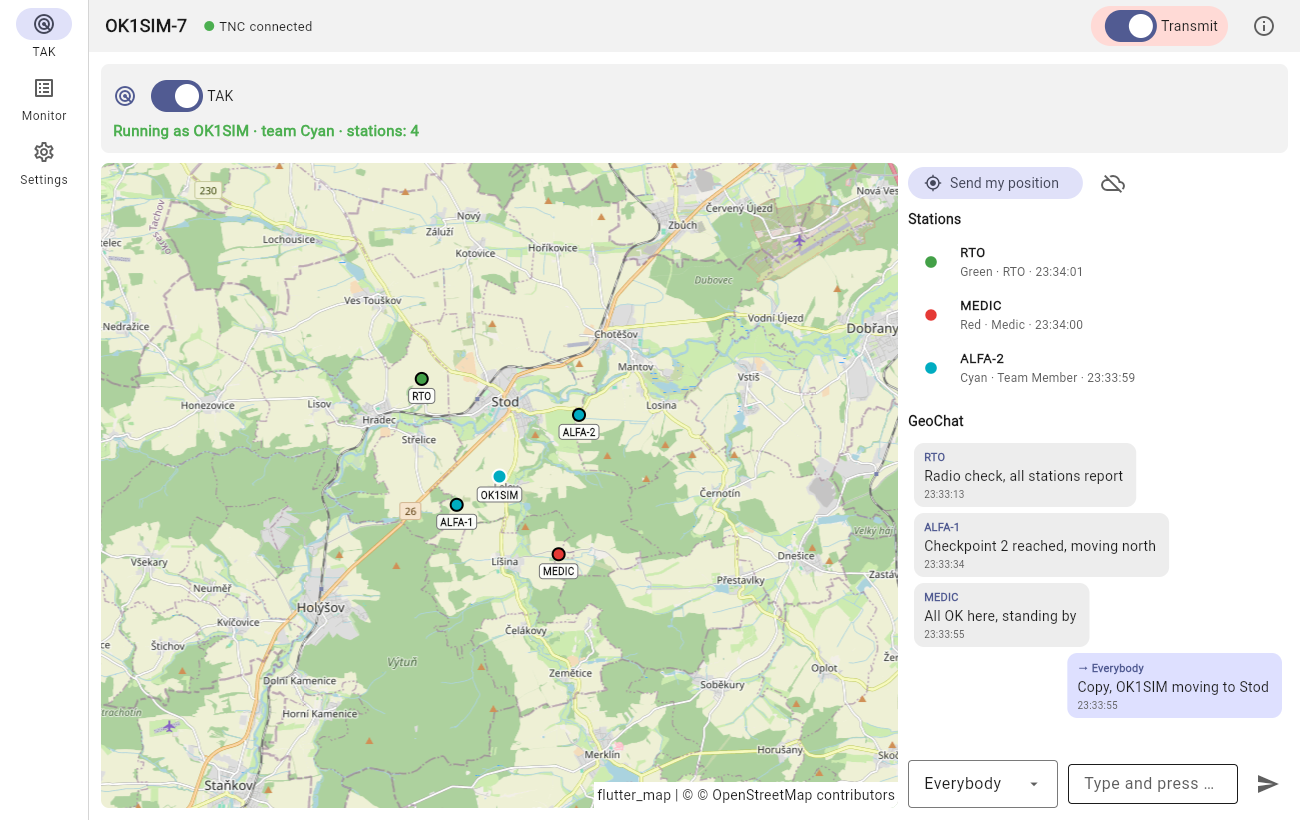 TAK
Monitor
Settings
OK1SIM-7
TNC connected
Transmit
TAK
Running as OK1SIM · team Cyan · stations: 4
230
Nový
Červený Újezd
Nová Ves
Zbůch
Záluží
Lochousice
Kotovice
Hoříkovice
Dubovec
Ves Touškov
Vodní Újezd
Nedražice
Chotěšov
Dobřany
Mantov
Vstiš
RTO
Honezovice
Lisov
Stod
Losina
Hradec
ALFA-2
Střelice
OK1SIM
Černotín
26
ALFA-1
Lišina
MEDIC
Dnešice
Všekary
Přestavlky
Neuměř
Holýšov
Kvíčovice
Čelákovy
Štichov
Výtuň
Oplot
Zemětice
Dolní Kamenice
Soběkury
Horní Kamenice
Merklín
Horušany
Staňkov
flutter_map | © © OpenStreetMap contributors
Send my position
Stations
RTO
Green · RTO · 23:34:01
MEDIC
Red · Medic · 23:34:00
ALFA-2
Cyan · Team Member · 23:33:59
GeoChat
RTO
Radio check, all stations report
23:33:13
ALFA-1
Checkpoint 2 reached, moving north
23:33:34
MEDIC
All OK here, standing by
23:33:55
→ Everybody
Copy, OK1SIM moving to Stod
23:33:55
Everybody
Type and press …